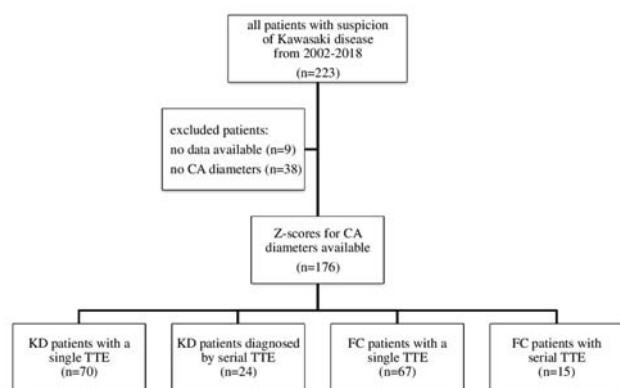 all patients with suspicion
of Kawasaki disease
from 2002-2018
(n=223)
excluded patients:
no data available (n=9)
no CA diameters (n=38)
Z-scores for CA
diameters available
(n=176)
KD patients with a
single TTE
(n=70)
KD patients diagnosed
by serial TTE
(n=24)
FC patients with a
single TTE
(n=67)
FC patients with
serial TTE
(n=15)